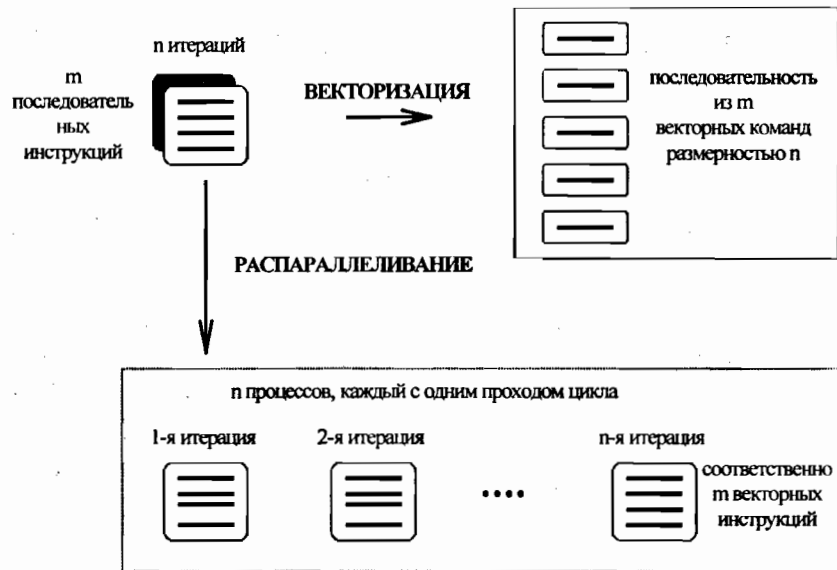 n итераций
m
последователь
ных
инструкций
ВЕКТОРИЗАЦИЯ
последовательность
из m
векторных команд
размерностью n
РАСПАРАЛЛЕЛИВАНИЕ
n процессов, каждый с одним проходом цикла
1-я итерация
2-я итерация
n-я итерация
соответственно
m векторных
инструкций